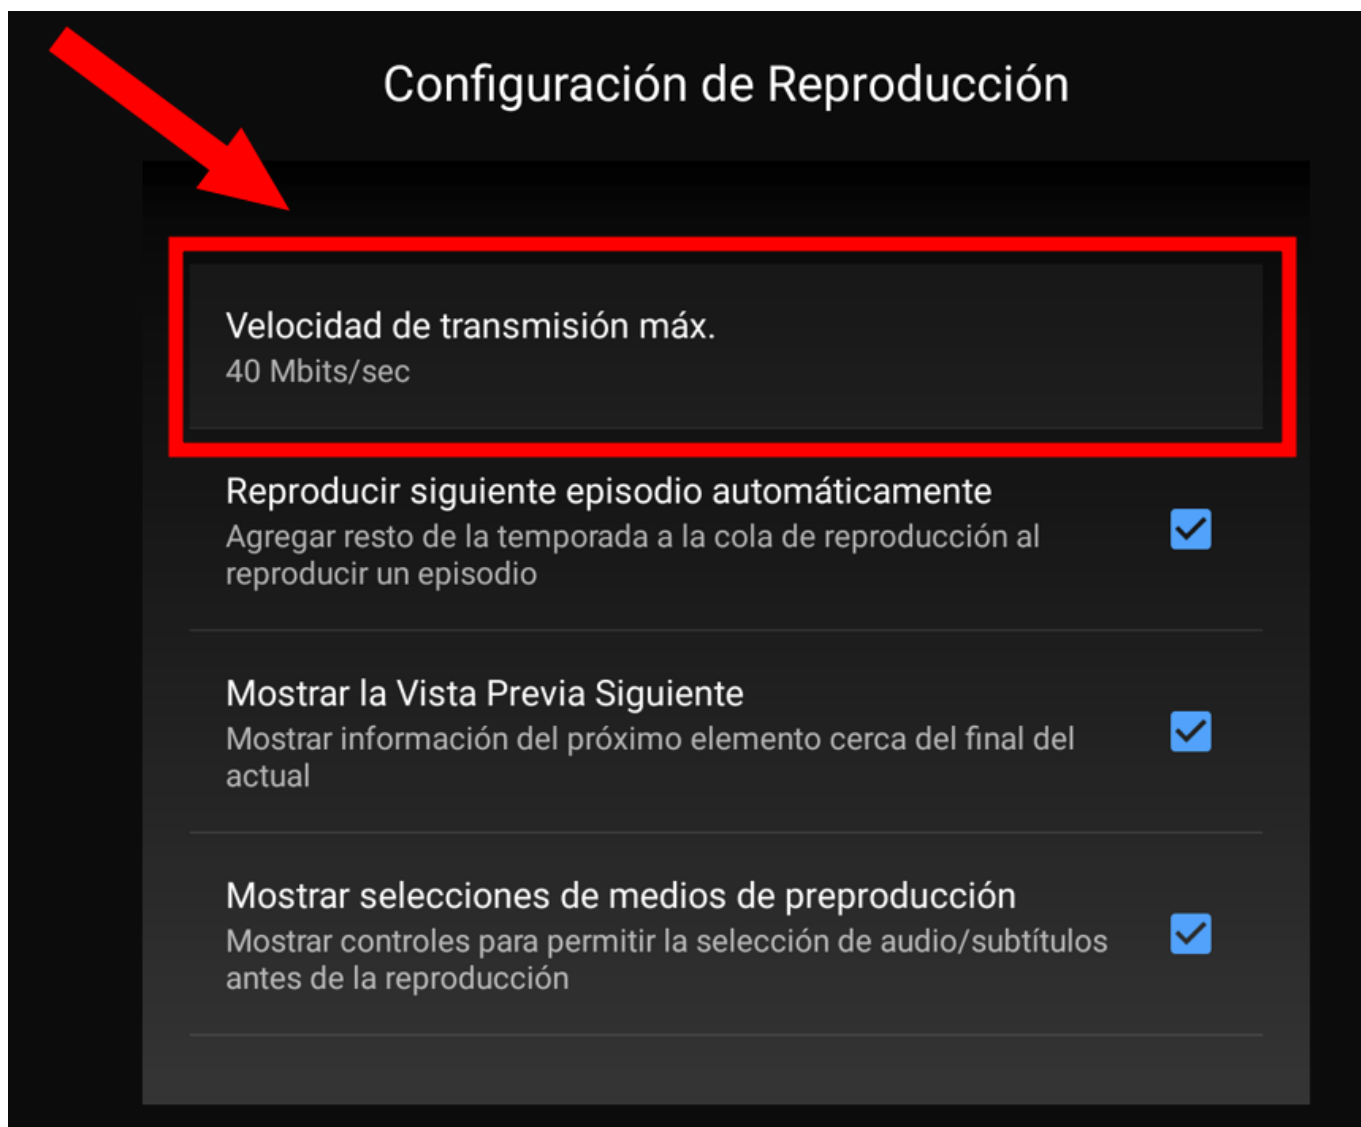 Configuración de Reproducción
Velocidad de transmisión máx.
40 Mbits/sec
Reproducir siguiente episodio automáticamente
Agregar resto de la temporada a la cola de reproducción al
reproducir un episodio
Mostrar la Vista Previa Siguiente
Mostrar información del próximo elemento cerca del final del
actual
Mostrar selecciones de medios de preproducción
Mostrar controles para permitir la selección de audio/subtítulos
antes de la reproducción